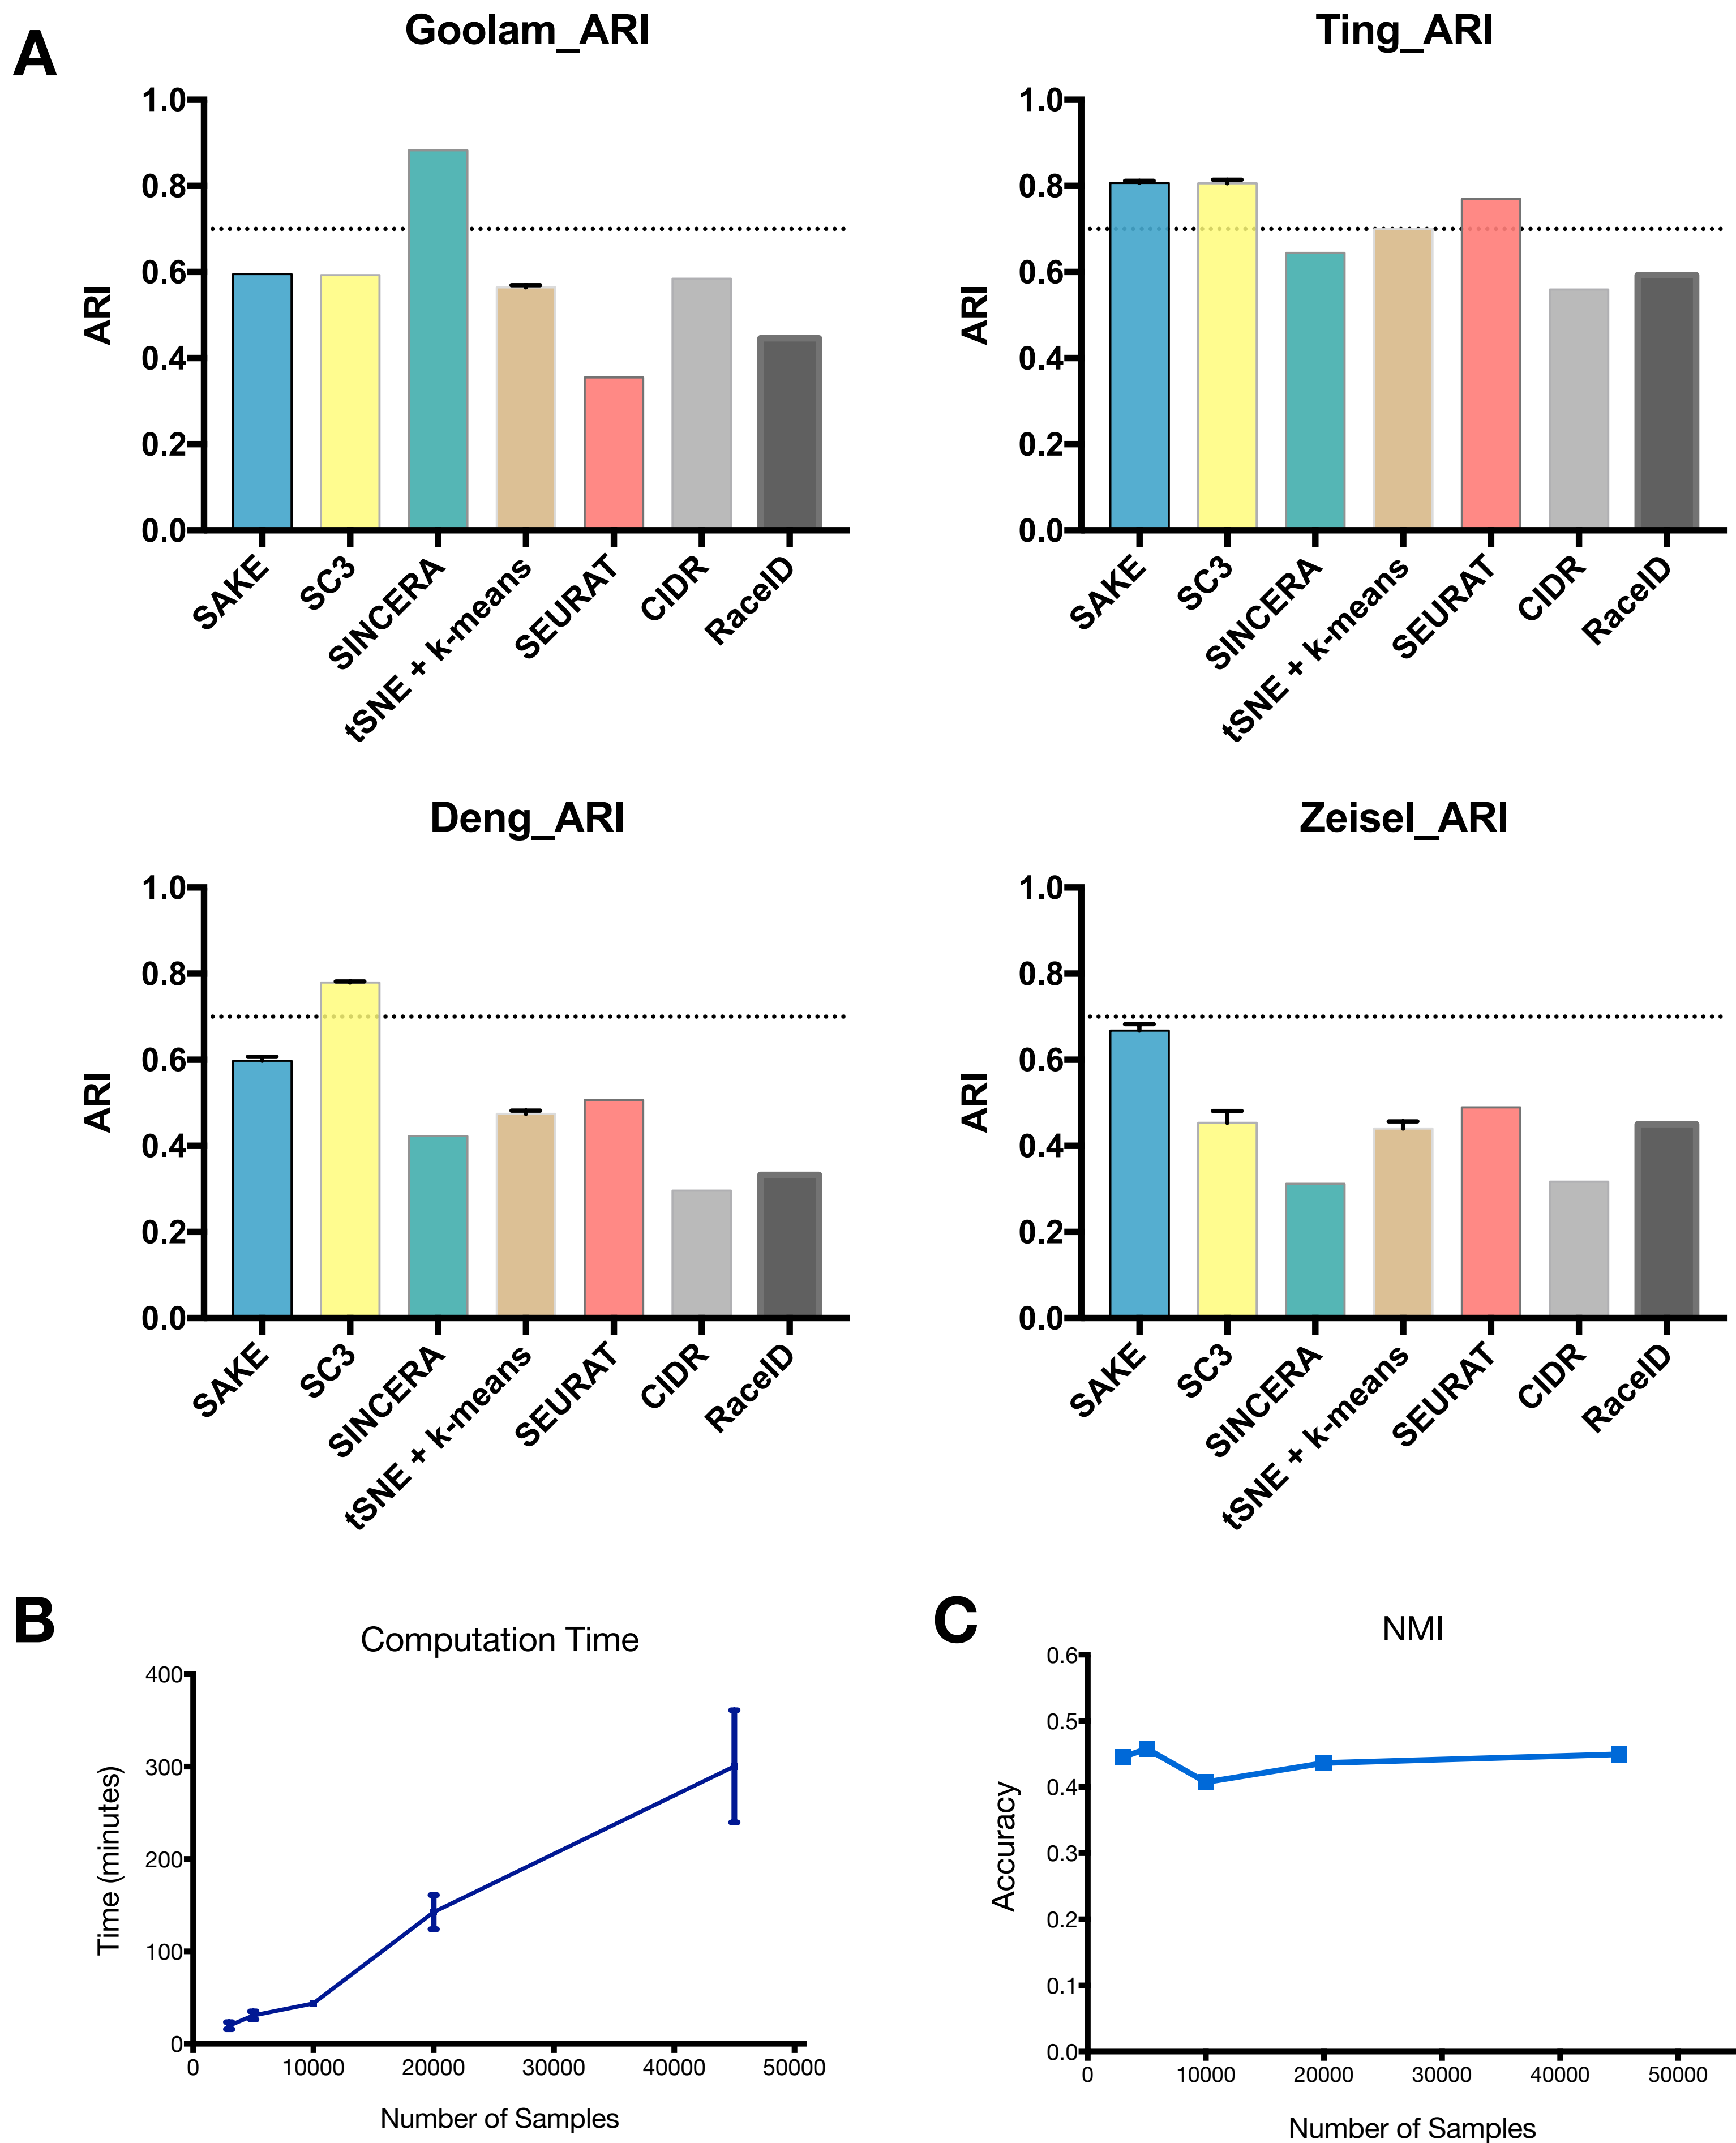 A
Goolam_ARI
1.0
0.8
0.6
0.4
0.2
0.0
ARI
SAKE
SC3
SINCERA
tSNE + k-means
SEURAT
CIDR
RaceID
Ting_ARI
1.0
0.8
0.6
0.4
0.2
0.0
ARI
SAKE
SC3
SINCERA
tSNE + k-means
SEURAT
CIDR
RaceID
Deng_ARI
1.0
0.8
0.6
0.4
0.2
0.0
ARI
SAKE
SC3
SINCERA
tSNE + k-means
SEURAT
CIDR
RaceID
Zeisel_ARI
1.0
0.8
0.6
0.4
0.2
0.0
ARI
SAKE
SC3
SINCERA
tSNE + k-means
SEURAT
CIDR
RaceID
B
Computation Time
400
300
200
100
0
Time (minutes)
0 10000 20000 30000 40000 50000
Number of Samples
C
NMI
0.6
0.5
0.4
0.3
0.2
0.1
0.0
Accuracy
0 10000 20000 30000 40000 50000
Number of Samples